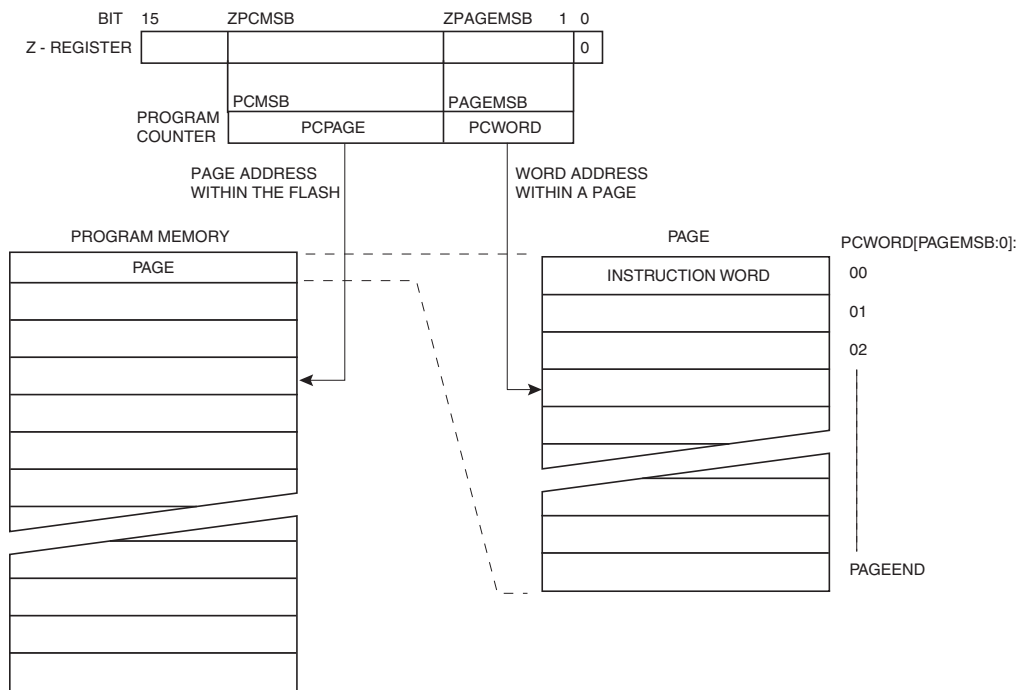 BIT 15 ZPCMSB ZPAGEMSB 1 0
Z - REGISTER 0
PCMSB PAGEMSB
PROGRAM
COUNTER
PCPAGE PCWORD
PAGE ADDRESS
WITHIN THE FLASH
WORD ADDRESS
WITHIN A PAGE
PROGRAM MEMORY
PAGE
PAGE
INSTRUCTION WORD
PCWORD[PAGEMSB:0]:
00
01
02
PAGEEND